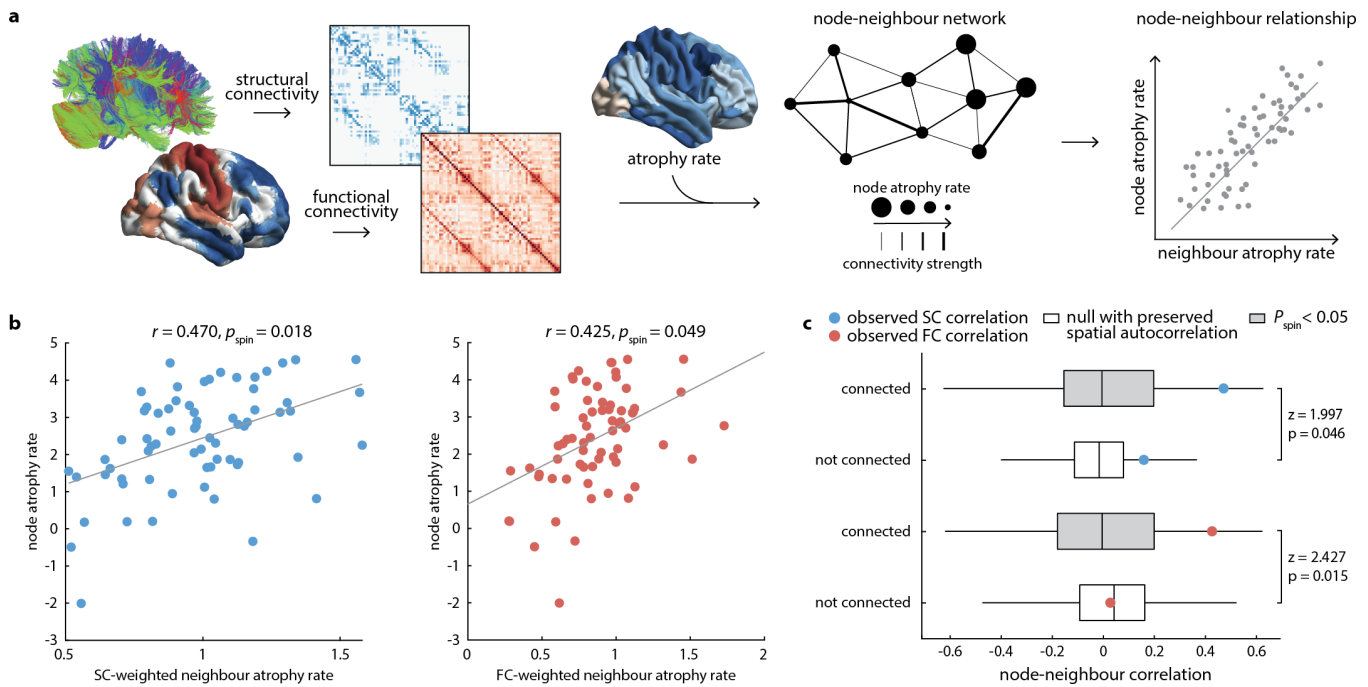 a
structural
connectivity
functional
connectivity
atrophy rate
node-neighbour network
node atrophy rate
connectivity strength
node-neighbour relationship
node atrophy rate
neighbour atrophy rate
b
r = 0.470, pspin = 0.018
5
4
3
2
1
0
-1
-2
-3
node atrophy rate
0.5
1
1.5
SC-weighted neighbour atrophy rate
r = 0.425, pspin = 0.049
5
4
3
2
1
0
-1
-2
-3
node atrophy rate
0
0.5
1
1.5
2
FC-weighted neighbour atrophy rate
c
observed SC correlation
observed FC correlation
null with preserved
spatial autocorrelation
Pspin < 0.05
connected
not connected
connected
not connected
z = 1.997
p = 0.046
z = 2.427
p = 0.015
-0.6
-0.4
-0.2
0
0.2
0.4
0.6
node-neighbour correlation